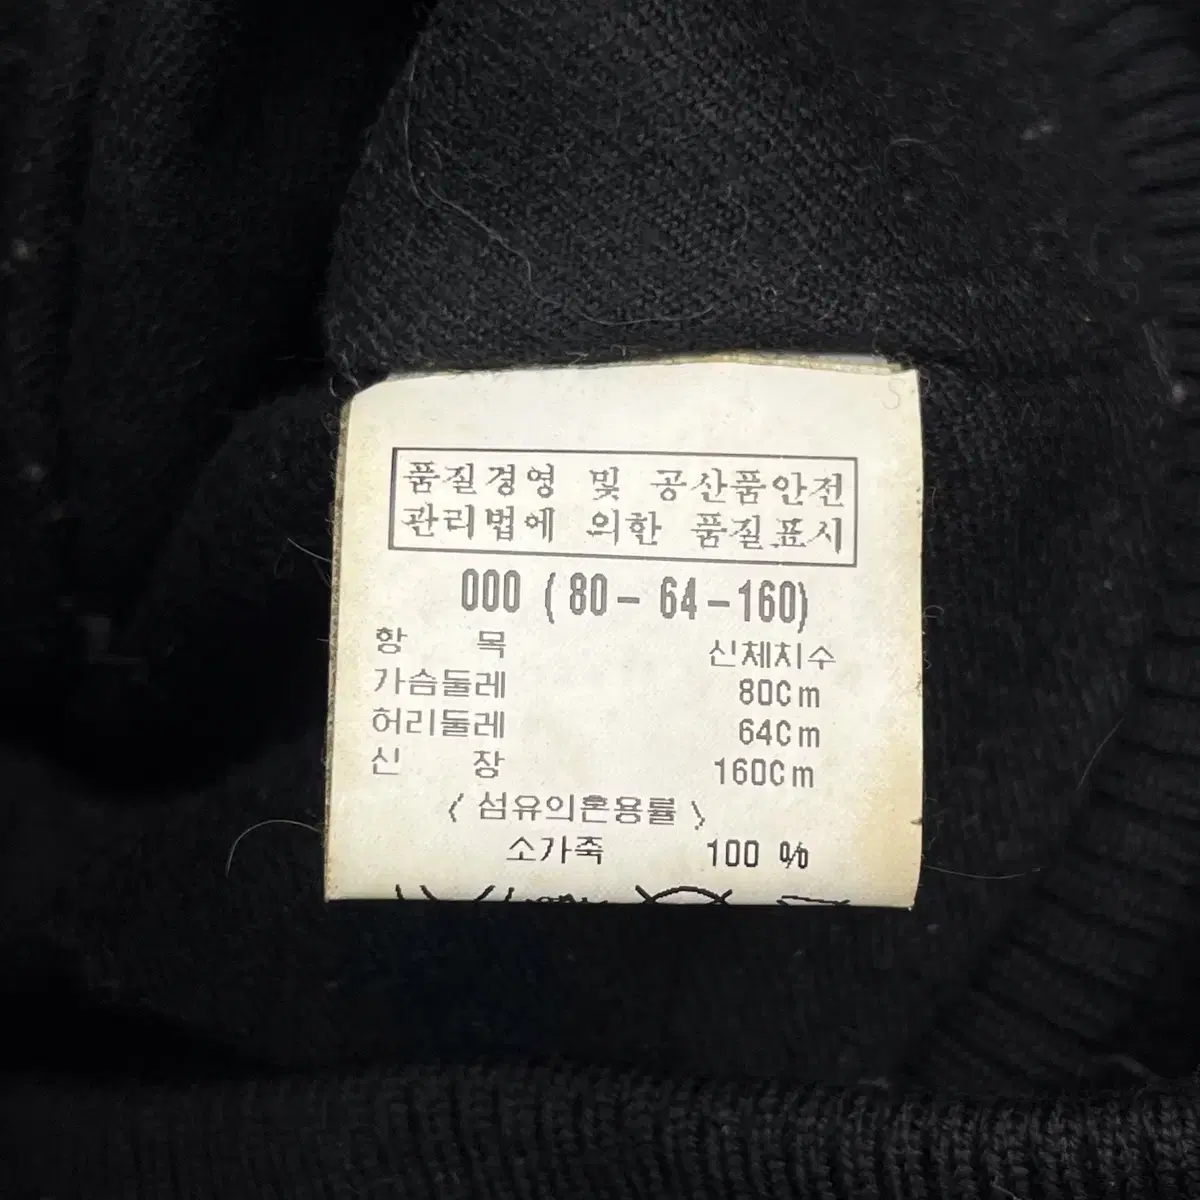 품질경영 및 공산품안전
관리법에 의한 품질표시
000 ( 80 - 64 - 160)
항 목 신체치수
가슴둘레 80Cm
허리둘레 64Cm
신 장 160Cm
( 섬유의혼용률 )
소가죽 100 %